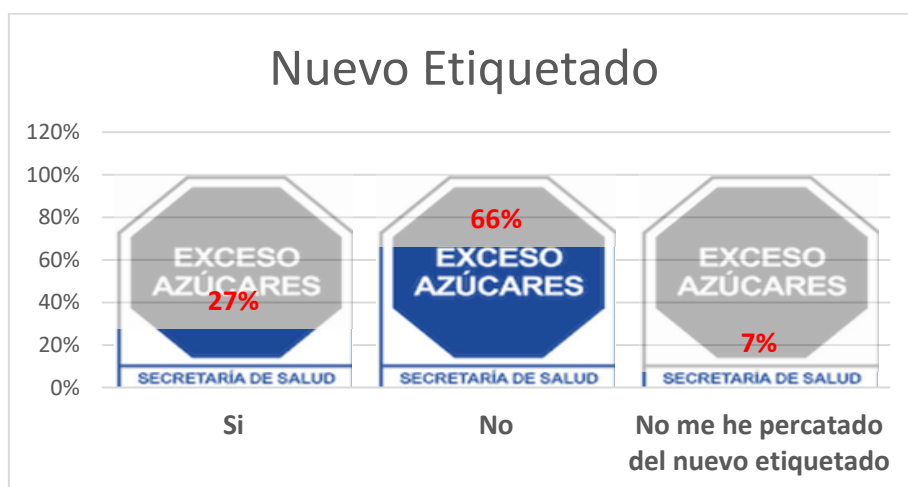 Nuevo Etiquetado
120%
100%
80%
60%
40%
20%
0%
EXCESO
AZÚCARES
27%
SECRETARÍA DE SALUD
66%
EXCESO
AZÚCARES
SECRETARÍA DE SALUD
EXCESO
AZÚCARES
7%
SECRETARÍA DE SALUD
Si
No
No me he percatado
del nuevo etiquetado